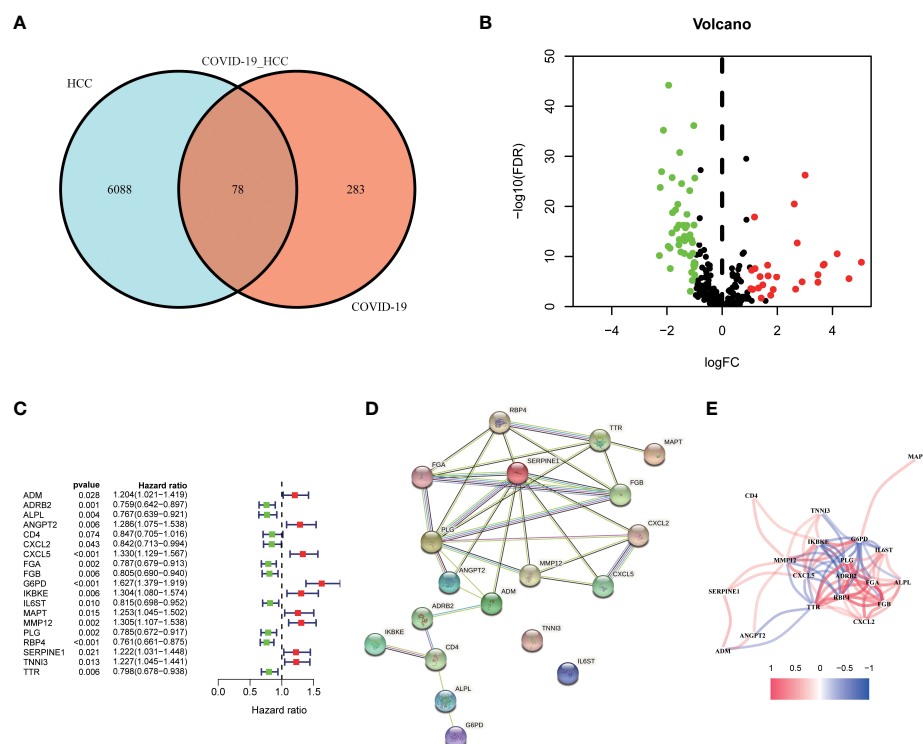 A
HCC
COVID-19_HCC
6088
78
283
COVID-19
B
Volcano
−log10(FDR)
50
40
30
20
10
0
−4
−2
0
2
4
logFC
C
pvalue Hazard ratio
ADM 0.028 1.204(1.021−1.419)
ADRB2 0.001 0.759(0.642−0.897)
ALPL 0.004 0.767(0.639−0.921)
ANGPT2 0.006 1.286(1.075−1.538)
CD4 0.074 0.847(0.705−1.016)
CXCL2 0.043 0.842(0.713−0.994)
CXCL5 <0.001 1.330(1.129−1.567)
FGA 0.002 0.787(0.679−0.913)
FGB 0.006 0.805(0.690−0.940)
G6PD <0.001 1.627(1.379−1.919)
IKBKE 0.006 1.304(1.080−1.574)
IL6ST 0.010 0.815(0.698−0.952)
MAPT 0.015 1.253(1.045−1.502)
MMP12 0.002 1.305(1.107−1.538)
PLG 0.002 0.785(0.672−0.917)
RBP4 <0.001 0.761(0.661−0.875)
SERPINE1 0.021 1.222(1.031−1.448)
TNNI3 0.013 1.227(1.045−1.441)
TTR 0.006 0.798(0.678−0.938)
0.0 0.5 1.0 1.5
Hazard ratio
D
RBP4
TTR
MAPT
SERPINE1
FGA
FGB
PLG
CXCL2
MMP12
ANGPT2
CXCL5
ADM
ADRB2
TNNI3
IKBKE
CD4
IL6ST
ALPL
G6PD
E
MAP
CD4
TNNI3
IKBKE
G6PD
IL6ST
MMP12
PLG
CXCL5
ADRB2
FGA
ALPL
SERPINE1
RBP4
FGB
TTR
CXCL2
ANGPT2
ADM
1 0.5 0 −0.5 −1